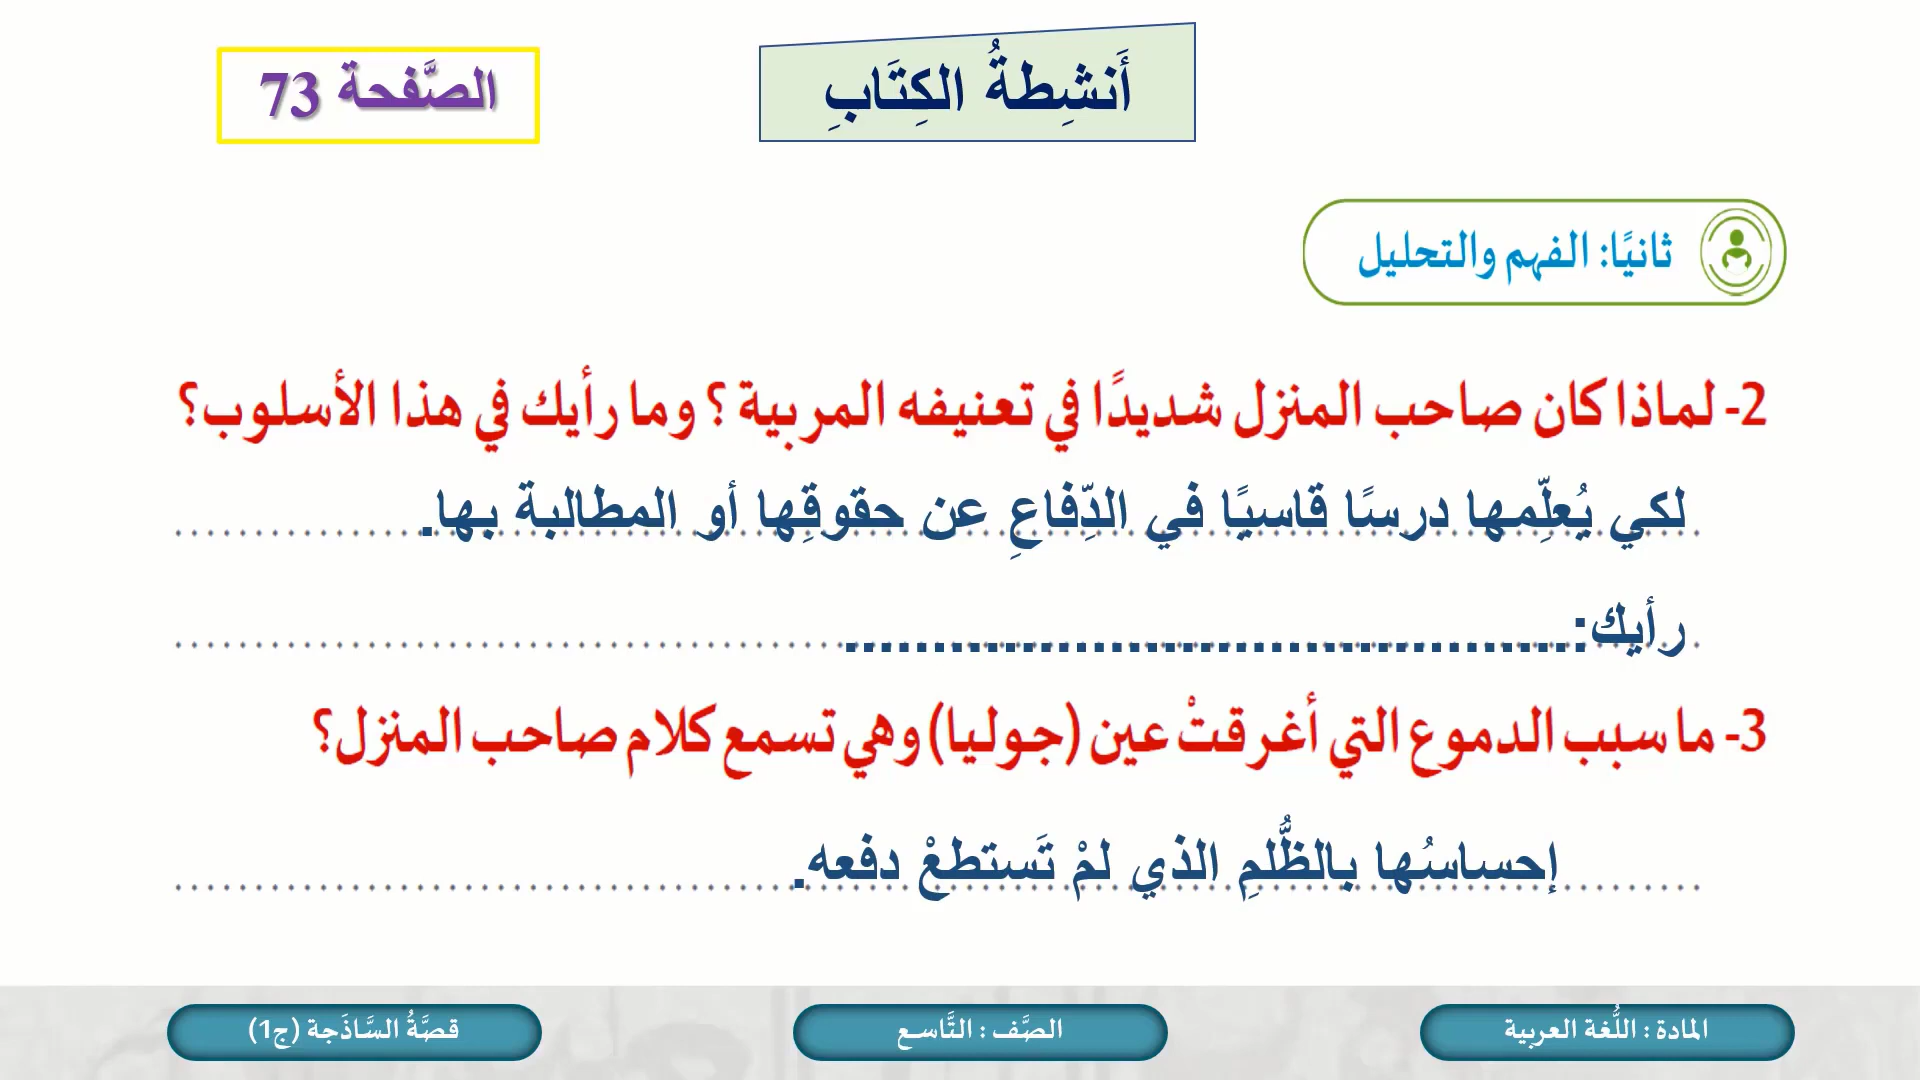 أَنشِطةُ الكِتَابِ
الصَّفحة 73
ثانيًا: الفهم والتحليل
2- لماذا كان صاحب المنزل شديدًا في تعنيفه المربية ؟ وما رأيك في هذا الأسلوب؟
لكي يُعلِّمها درسًا قاسيًا في الدِّفاعِ عن حقوقِها أو المطالبة بها.
رأيك:.......................................
3- ما سبب الدموع التي أغرقتْ عين (جوليا) وهي تسمع كلام صاحب المنزل؟
إحساسُها بالظُّلمِ الذي لمْ تَستطعْ دفعه.
المادة : اللُّغة العربية
الصَّف : التَّاسع
قصَّةُ السَّاذَجة (ج1)